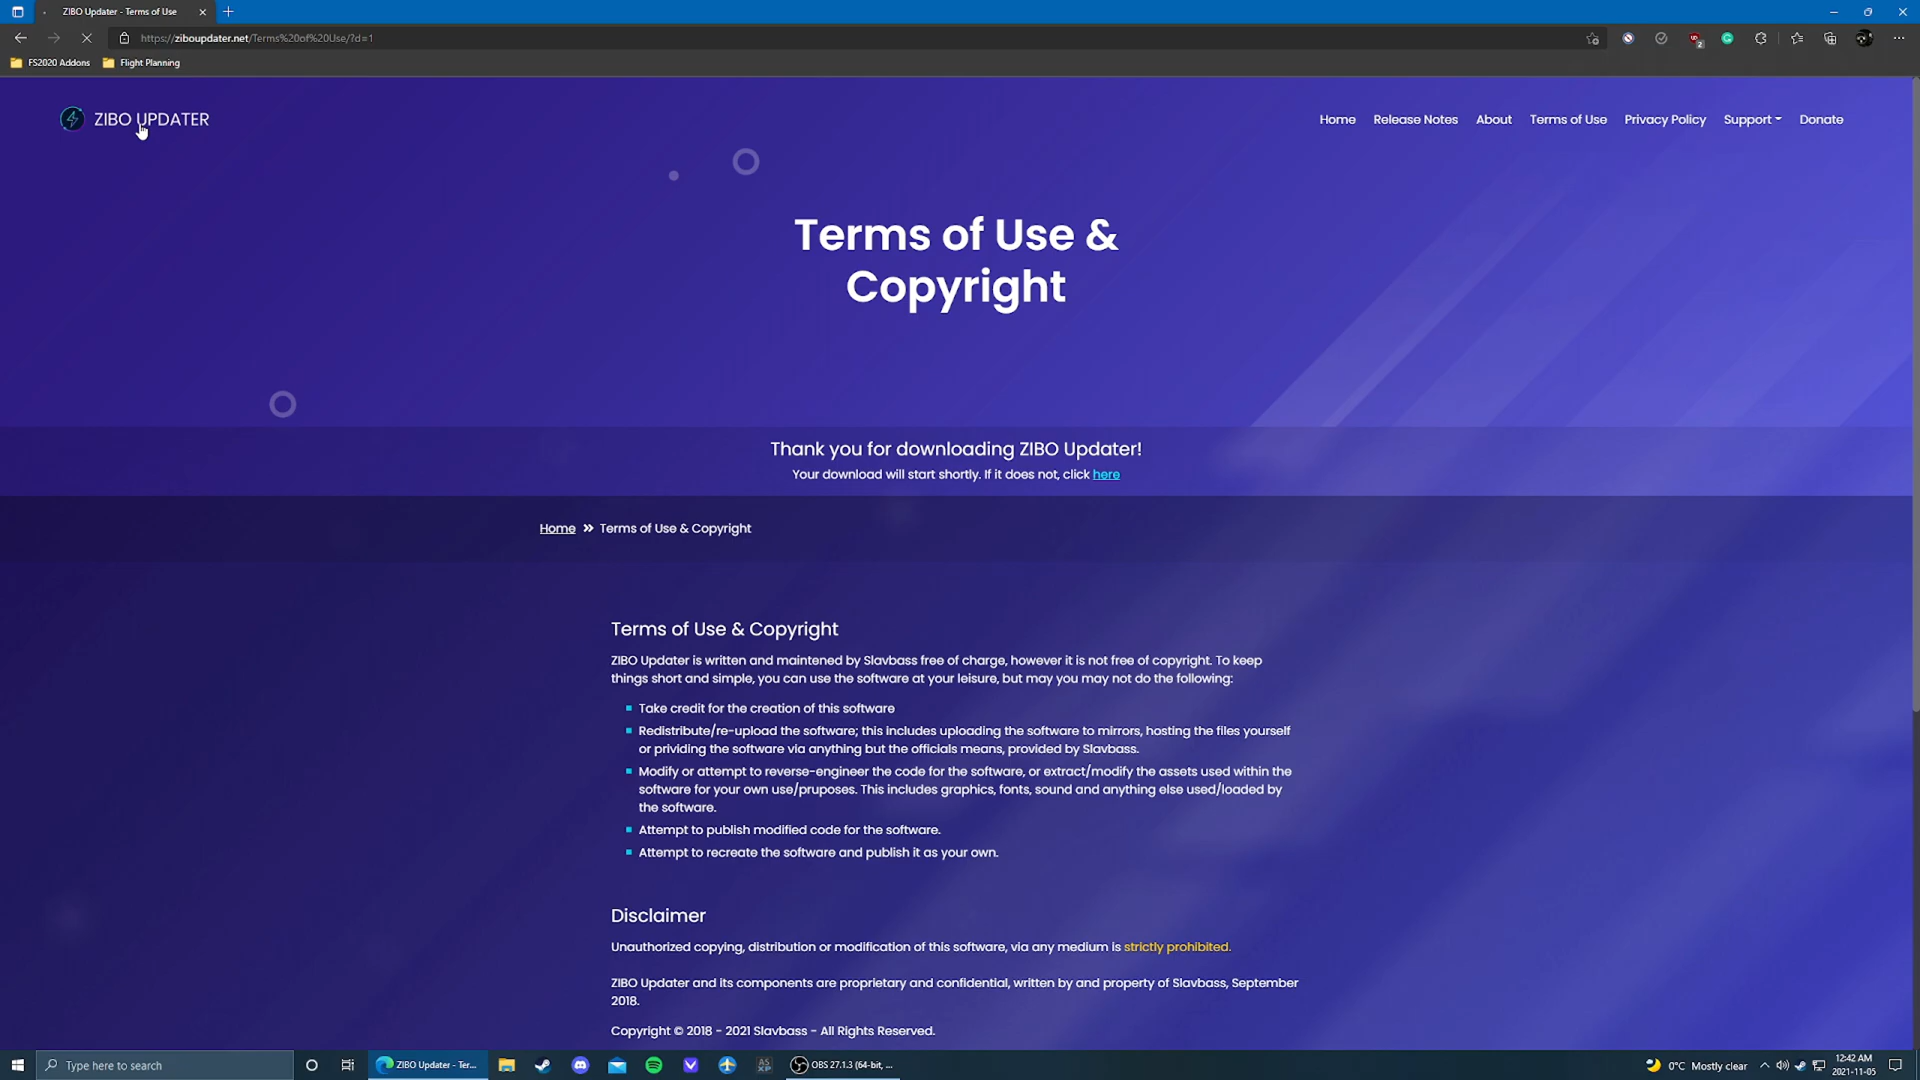 ZIBO Updater - Terms of Use
https://ziboupdater.net/Terms%20of%20Use/?d=1
2
FS2020 Addons
Flight Planning
ZIBO UPDATER
Home
Release Notes
About
Terms of Use
Privacy Policy
Support
Donate
Terms of Use &
Copyright
Thank you for downloading ZIBO Updater!
Your download will start shortly. If it does not, click here
Home » Terms of Use & Copyright
Terms of Use & Copyright
ZIBO Updater is written and maintened by Slavbass free of charge, however it is not free of copyright. To keep
things short and simple, you can use the software at your leisure, but may you may not do the following:
Take credit for the creation of this software
Redistribute/re-upload the software; this includes uploading the software to mirrors, hosting the files yourself
or prividing the software via anything but the officials means, provided by Slavbass.
Modify or attempt to reverse-engineer the code for the software, or extract/modify the assets used within the
software for your own use/pruposes. This includes graphics, fonts, sound and anything else used/loaded by
the software.
Attempt to publish modified code for the software.
Attempt to recreate the software and publish it as your own.
Disclaimer
Unauthorized copying, distribution or modification of this software, via any medium is strictly prohibited.
ZIBO Updater and its components are proprietary and confidential, written by and property of Slavbass, September
2018.
Copyright © 2018 - 2021 Slavbass - All Rights Reserved.
Type here to search
ZIBO Updater - Ter...
AS
XP
OBS 27.1.3 (64-bit, ...
0°C Mostly clear
12:42 AM
2021-11-05